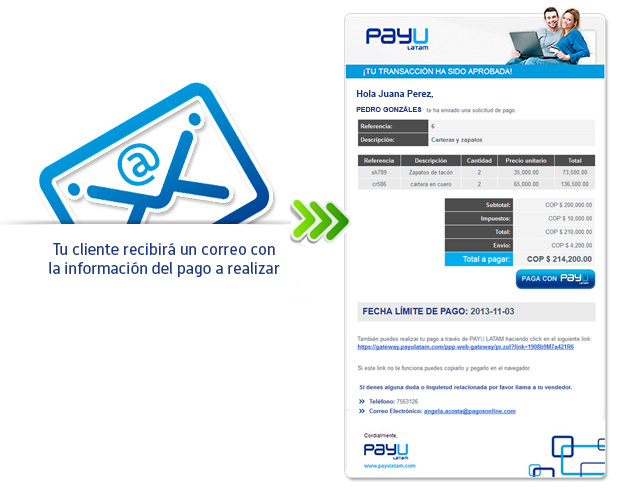 @
Tu cliente recibirá un correo con
la información del pago a realizar
PAYU
LATAM
¡TU TRANSACCIÓN HA SIDO APROBADA!
Hola Juana Perez,
PEDRO GONZÁLES te ha enviado una solicitud de pago.
Referencia: 6
Descripción: Carteras y zapatos
Referencia Descripción Cantidad Precio unitario Total
sh789 Zapatos de tacón 2 35,000.00 73,500.00
cr586 cartera en cuero 2 65,000.00 136,500.00
Subtotal: COP $ 200,000.00
Impuestos: COP $ 10,000.00
Total: COP $ 210,000.00
Envío: COP $ 4,200.00
Total a pagar: COP $ 214,200.00
PAGA CON PAYU
LATAM
FECHA LÍMITE DE PAGO: 2013-11-03
También puedes realizar tu pago a través de PAYU LATAM haciendo click en el siguiente link:
https://gateway.payulatam.com/ppp-web-gateway/pr.zul?link=1908b9M7a421R6
Si este link no te funciona puedes copiarlo y pegarlo en el navegador.
Si tienes alguna duda o inquietud relacionada por favor llama a tu vendedor.
Teléfono: 7563126
Correo Electrónico: angela.acosta@pagosonline.com
Cordialmente,
PAYU
LATAM
www.payulatam.com